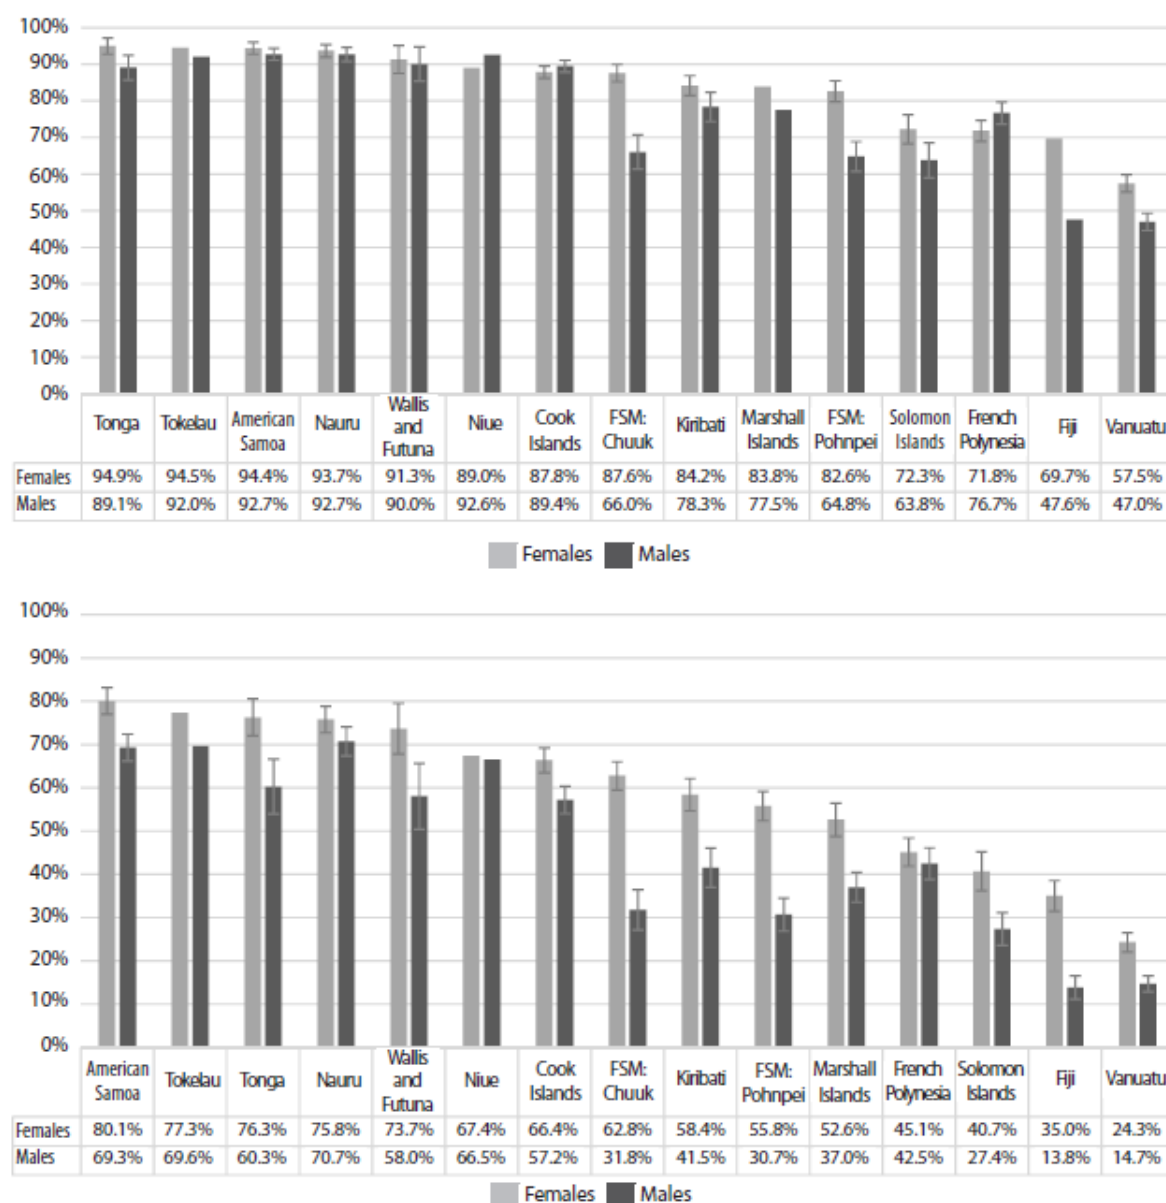 100%
90%
80%
70%
60%
50%
40%
30%
20%
10%
0%
Tonga Tokelau American Samoa Nauru Wallis and Futuna Niue Cook Islands FSM: Chuuk Kiribati Marshall Islands FSM: Pohnpei Solomon Islands French Polynesia Fiji Vanuatu
Females 94.9% 94.5% 94.4% 93.7% 91.3% 89.0% 87.8% 87.6% 84.2% 83.8% 82.6% 72.3% 71.8% 69.7% 57.5%
Males 89.1% 92.0% 92.7% 92.7% 90.0% 92.6% 89.4% 66.0% 78.3% 77.5% 64.8% 63.8% 76.7% 47.6% 47.0%
Females Males
100%
90%
80%
70%
60%
50%
40%
30%
20%
10%
0%
American Samoa Tokelau Tonga Nauru Wallis and Futuna Niue Cook Islands FSM: Chuuk Kiribati FSM: Pohnpei Marshall Islands French Polynesia Solomon Islands Fiji Vanuatu
Females 80.1% 77.3% 76.3% 75.8% 73.7% 67.4% 66.4% 62.8% 58.4% 55.8% 52.6% 45.1% 40.7% 35.0% 24.3%
Males 69.3% 69.6% 60.3% 70.7% 58.0% 66.5% 57.2% 31.8% 41.5% 30.7% 37.0% 42.5% 27.4% 13.8% 14.7%
Females Males